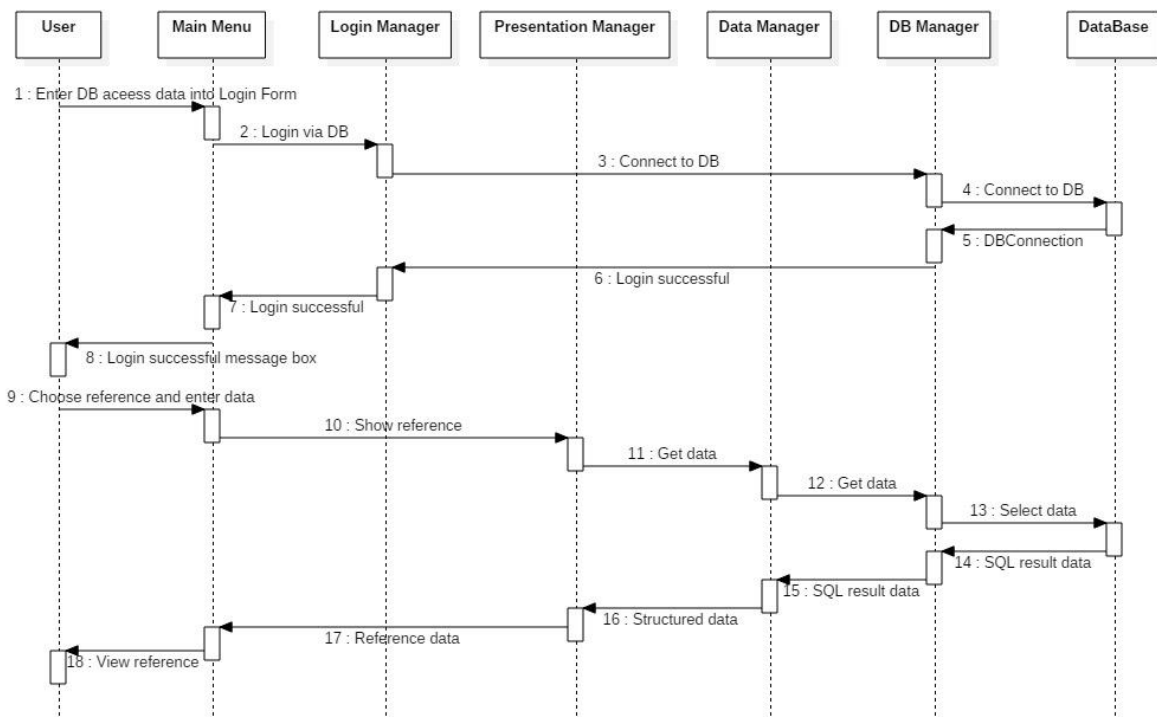 User
Main Menu
Login Manager
Presentation Manager
Data Manager
DB Manager
DataBase
1 : Enter DB aceess data into Login Form
2 : Login via DB
3 : Connect to DB
4 : Connect to DB
5 : DBConnection
6 : Login successful
7 : Login successful
8 : Login successful message box
9 : Choose reference and enter data
10 : Show reference
11 : Get data
12 : Get data
13 : Select data
14 : SQL result data
15 : SQL result data
16 : Structured data
17 : Reference data
18 : View reference